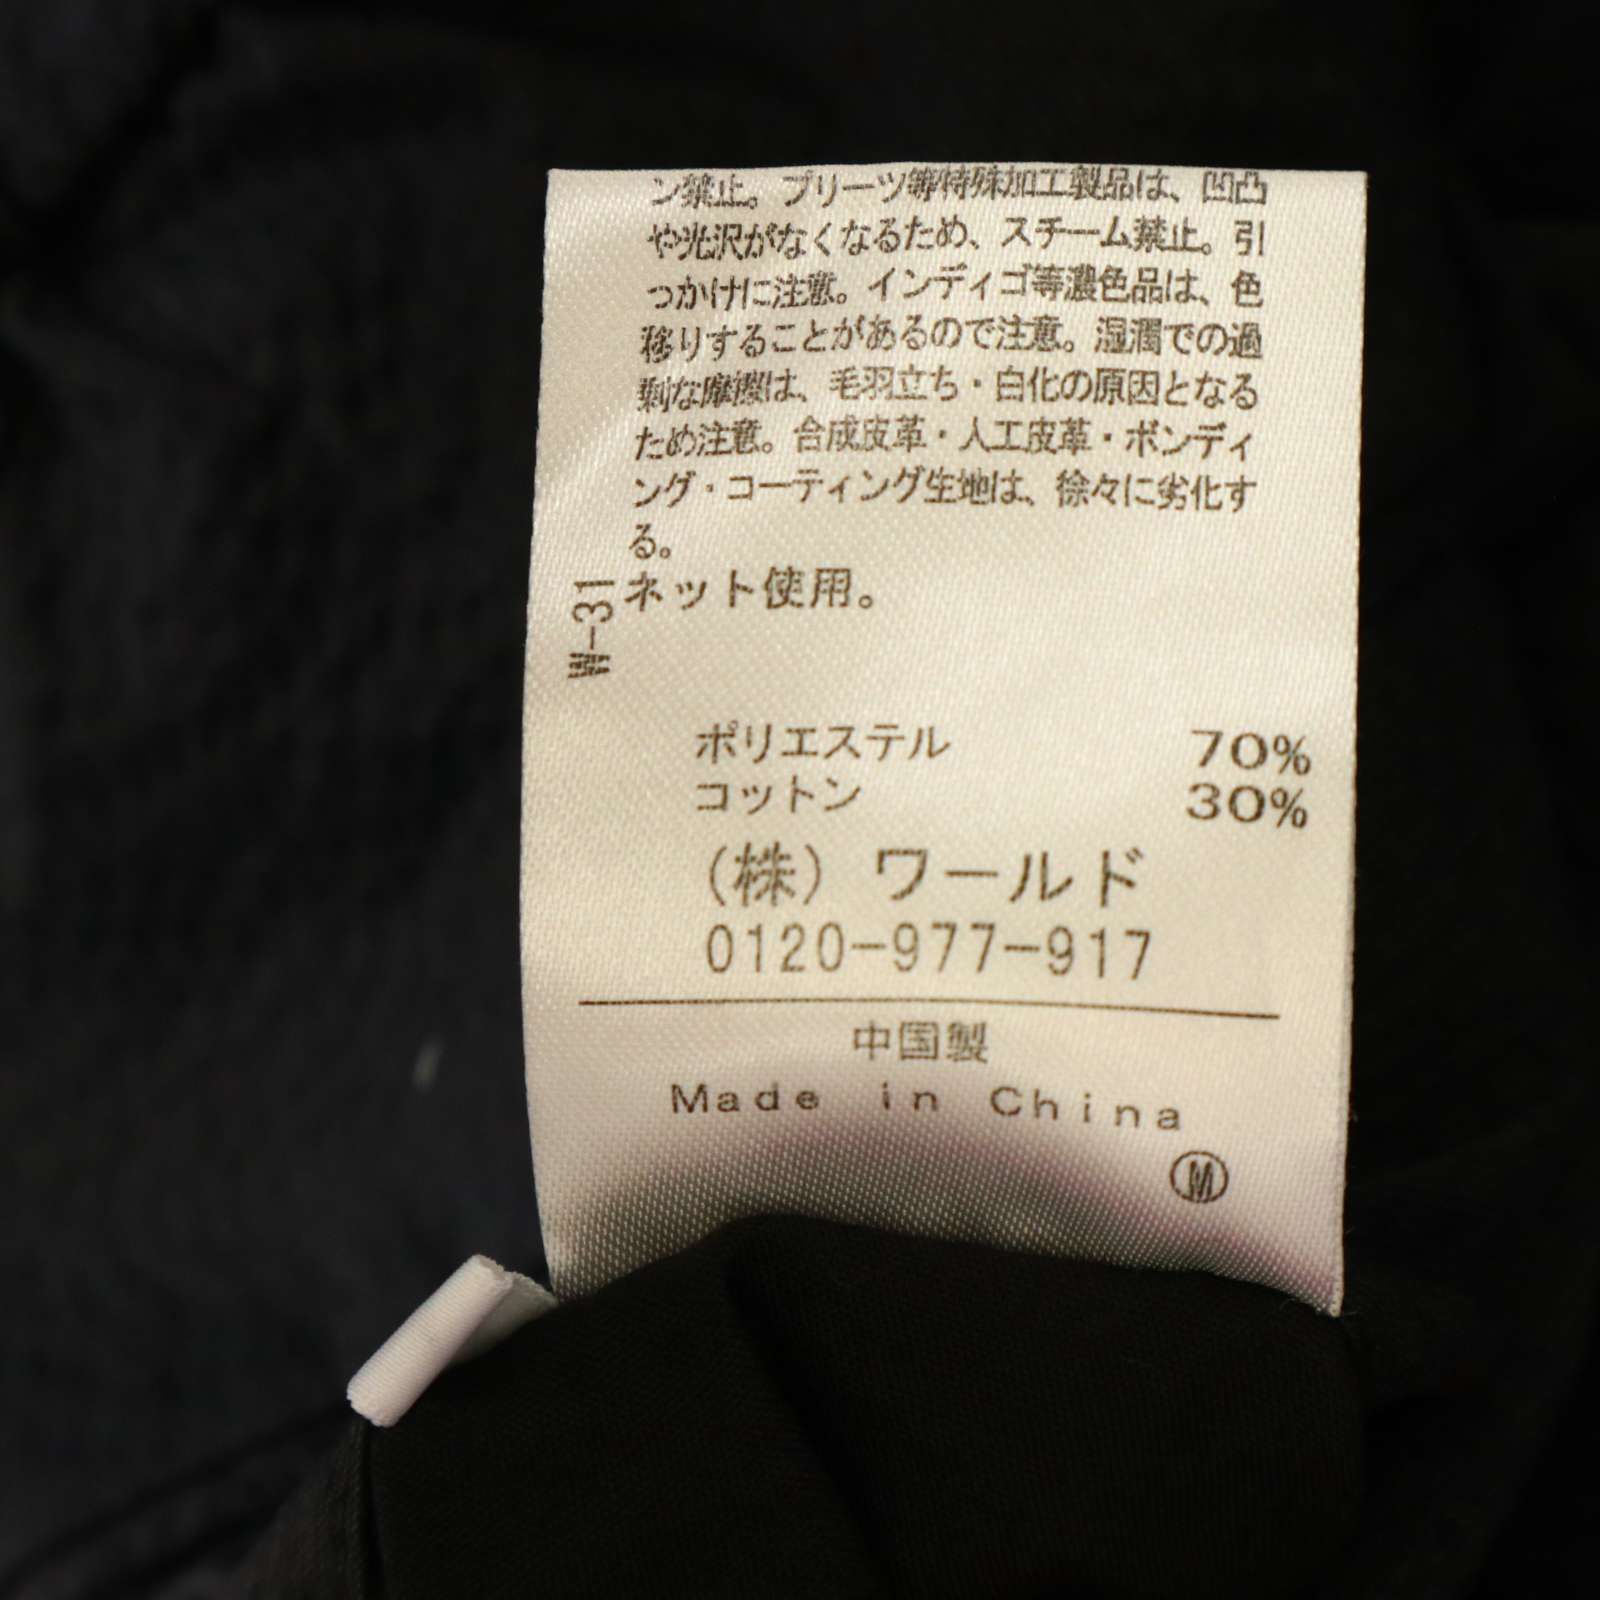 ン禁止。プリーツ等特殊加工製品は、凹凸
や光沢がなくなるため、スチーム禁止。引
っかけに注意。インディゴ等濃色品は、色
移りすることがあるので注意。湿潤での過
剰な摩擦は、毛羽立ち・白化の原因となる
ため注意。合成皮革・人工皮革・ボンディ
ング・コーティング生地は、徐々に劣化す
る。
ネット使用。
W-31
ポリエステル 70%
コットン 30%
(株) ワールド
0120-977-917
中国製
Made in China
M